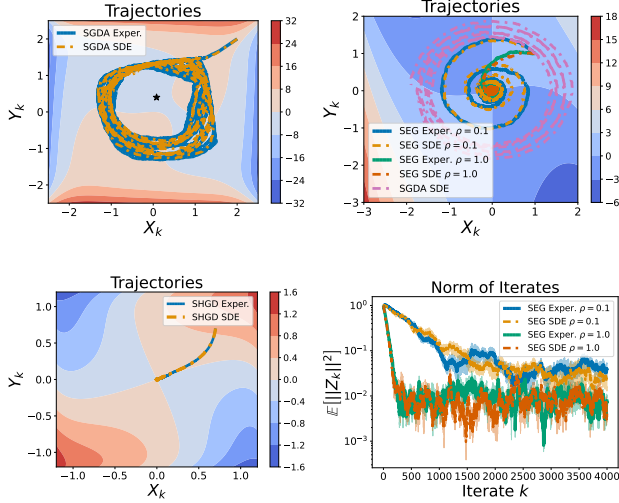 Trajectories
SGDA Exper.
SGDA SDE
2
1
0
−1
−2
Y_k
−2 −1 0 1 2
X_k
32
24
16
8
0
−8
−16
−24
−32
Trajectories
2
1
0
−1
−2
−3
Y_k
SEG Exper. ρ = 0.1
SEG SDE ρ = 0.1
SEG Exper. ρ = 1.0
SEG SDE ρ = 1.0
SGDA SDE
−3 −2 −1 0 1 2
X_k
18
15
12
9
6
3
0
−3
−6
Trajectories
SHGD Exper.
SHGD SDE
1.0
0.5
0.0
−0.5
−1.0
Y_k
−1.0 −0.5 0.0 0.5 1.0
X_k
1.6
1.2
0.8
0.4
0.0
−0.4
−0.8
−1.2
−1.6
Norm of Iterates
SEG Exper. ρ = 0.1
SEG SDE ρ = 0.1
SEG Exper. ρ = 1.0
SEG SDE ρ = 1.0
10⁰
10⁻¹
10⁻²
10⁻³
𝔼[||Z_k||²]
0 500 1000 1500 2000 2500 3000 3500 4000
Iterate k